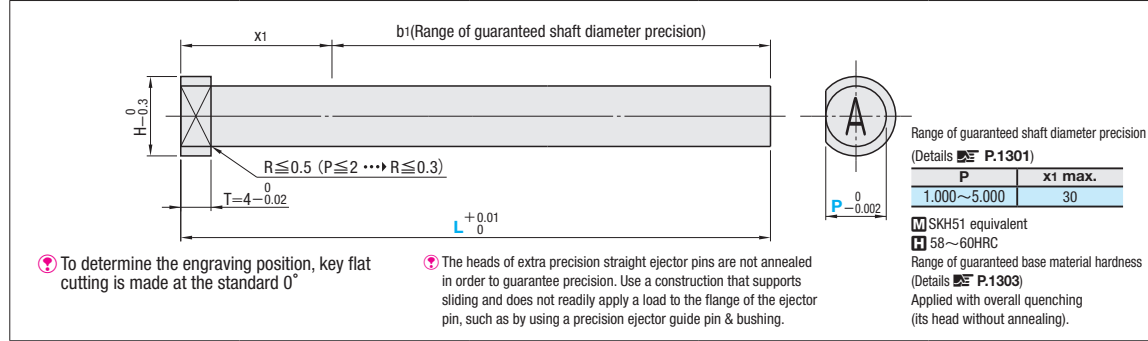 X1
b1(Range of guaranteed shaft diameter precision)
H 0 −0.3
R≦0.5 (P≦2 ····▸ R≦0.3)
T=4 0 −0.02
L +0.01 0
A
P 0 −0.002
Range of guaranteed shaft diameter precision
(Details P.1301)
P X1 max.
1.000～5.000 30
M SKH51 equivalent
H 58～60HRC
Range of guaranteed base material hardness
(Details P.1303)
Applied with overall quenching
(its head without annealing).
To determine the engraving position, key flat
cutting is made at the standard 0°
The heads of extra precision straight ejector pins are not annealed
in order to guarantee precision. Use a construction that supports
sliding and does not readily apply a load to the flange of the ejector
pin, such as by using a precision ejector guide pin & bushing.